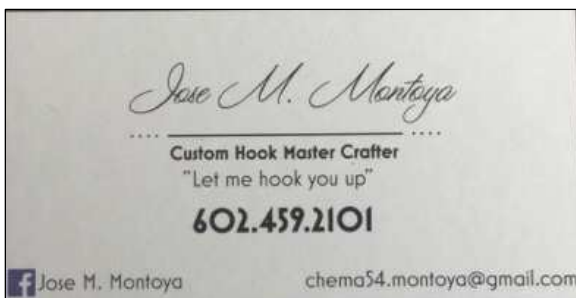 Jose M. Montoya
Custom Hook Master Crafter
"Let me hook you up"
602.459.2101
f Jose M. Montoya chema54.montoya@gmail.com